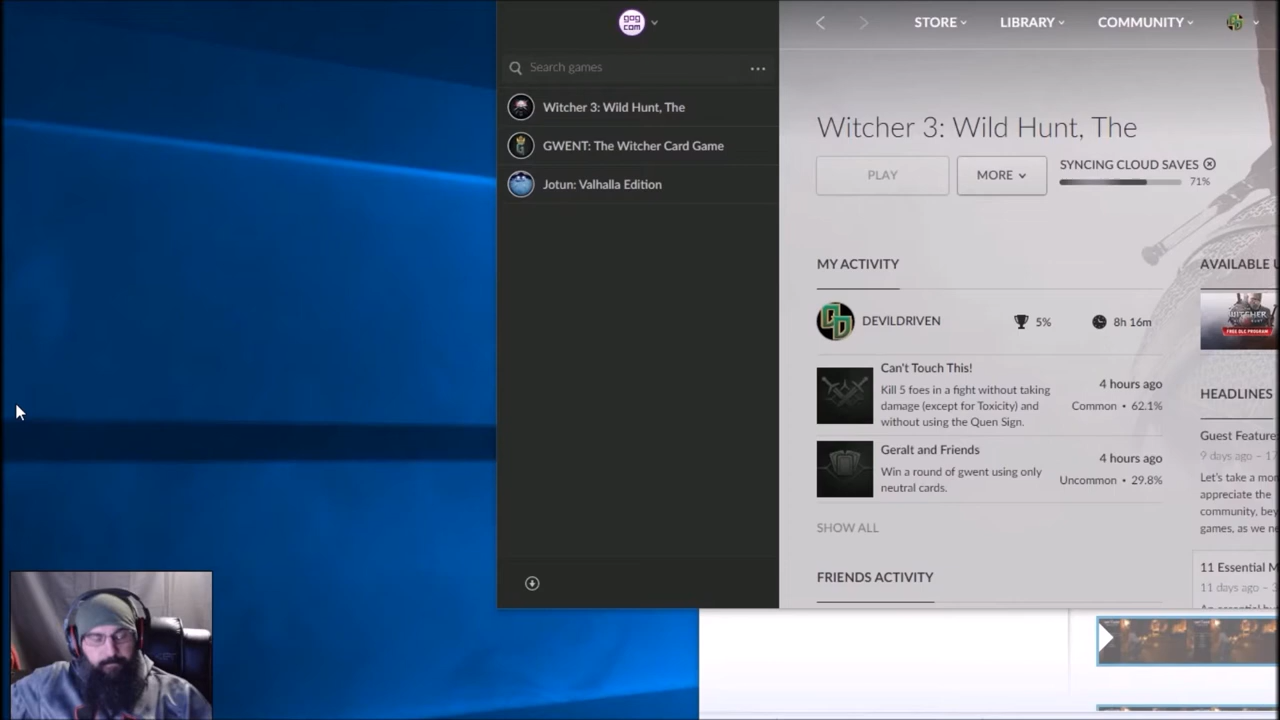 gog
com
STORE
LIBRARY
COMMUNITY
Search games
Witcher 3: Wild Hunt, The
GWENT: The Witcher Card Game
Jotun: Valhalla Edition
Witcher 3: Wild Hunt, The
PLAY
MORE
SYNCING CLOUD SAVES
71%
MY ACTIVITY
DEVILDRIVEN
5%
8h 16m
Can't Touch This!
Kill 5 foes in a fight without taking
damage (except for Toxicity) and
without using the Quen Sign.
4 hours ago
Common • 62.1%
Geralt and Friends
Win a round of gwent using only
neutral cards.
4 hours ago
Uncommon • 29.8%
SHOW ALL
FRIENDS ACTIVITY
AVAILABLE
WITCHER
FREE DLC PROGRAM
HEADLINES
Guest Feature
9 days ago – 17
Let's take a
appreciate the
community,
games, as we
11 Essential
11 days ago –